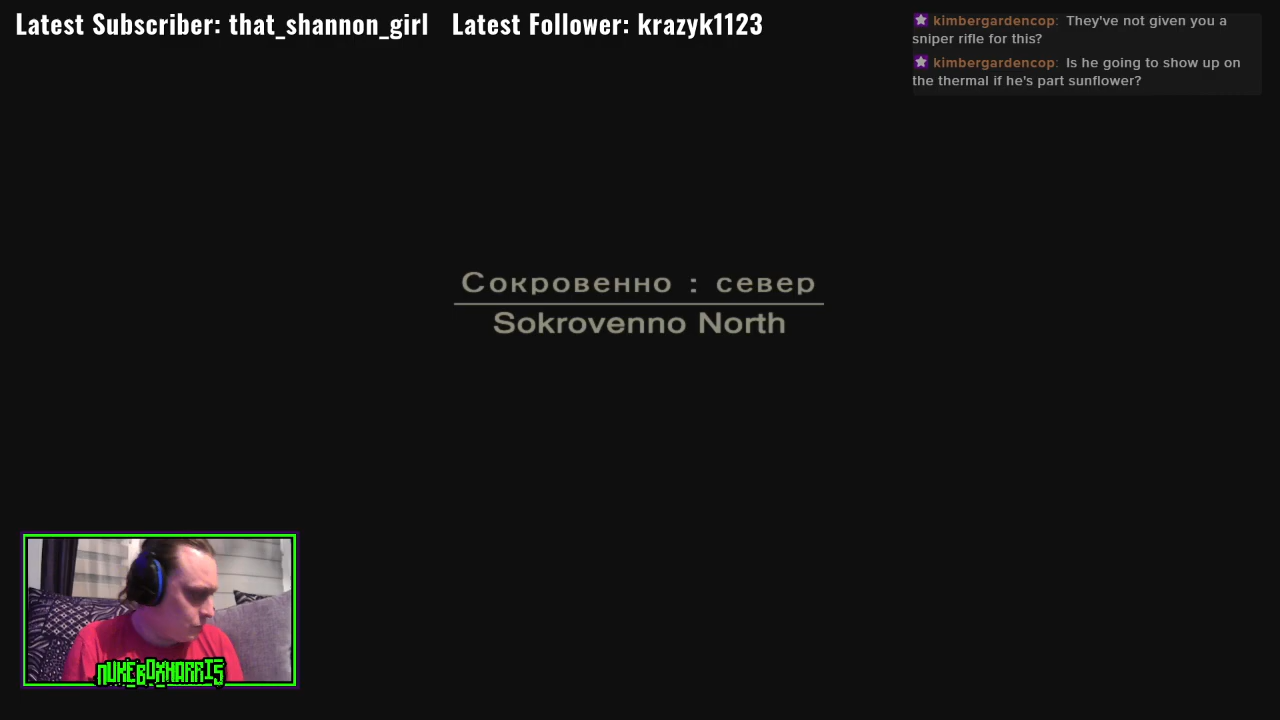 Latest Subscriber: that_shannon_girl Latest Follower: krazyk1123
kimbergardencop: They've not given you a
sniper rifle for this?
kimbergardencop: Is he going to show up on
the thermal if he's part sunflower?
Сокровенно : север
Sokrovenno North
NUKEBOXHARRIS